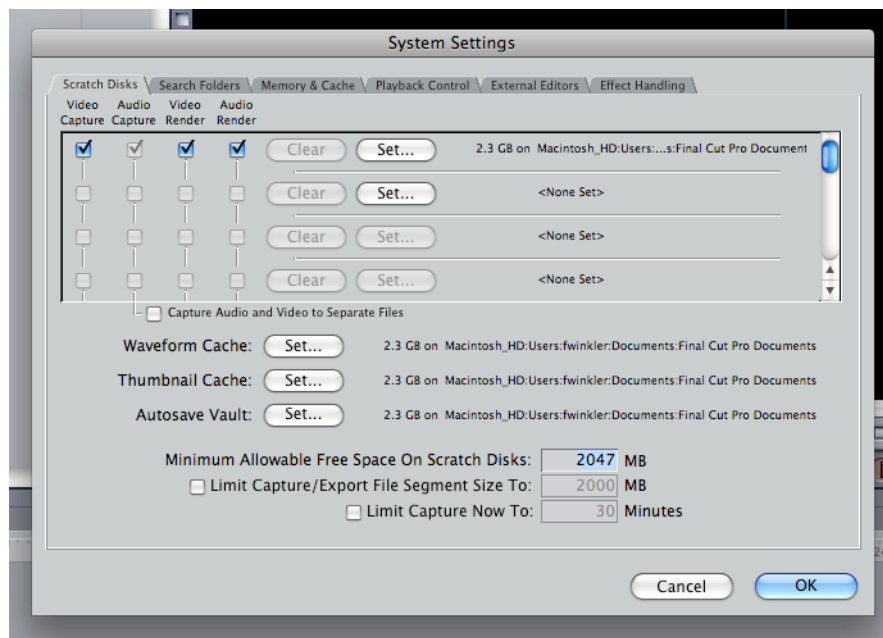 System Settings
Scratch Disks Search Folders Memory & Cache Playback Control External Editors Effect Handling
Video Audio Video Audio
Capture Capture Render Render
Clear Set... 2.3 GB on Macintosh_HD:Users:...s:Final Cut Pro Document
Clear Set... <None Set>
Clear Set... <None Set>
Clear Set... <None Set>
Capture Audio and Video to Separate Files
Waveform Cache: Set... 2.3 GB on Macintosh_HD:Users:fwinkler:Documents:Final Cut Pro Documents
Thumbnail Cache: Set... 2.3 GB on Macintosh_HD:Users:fwinkler:Documents:Final Cut Pro Documents
Autosave Vault: Set... 2.3 GB on Macintosh_HD:Users:fwinkler:Documents:Final Cut Pro Documents
Minimum Allowable Free Space On Scratch Disks: 2047 MB
Limit Capture/Export File Segment Size To: 2000 MB
Limit Capture Now To: 30 Minutes
Cancel OK